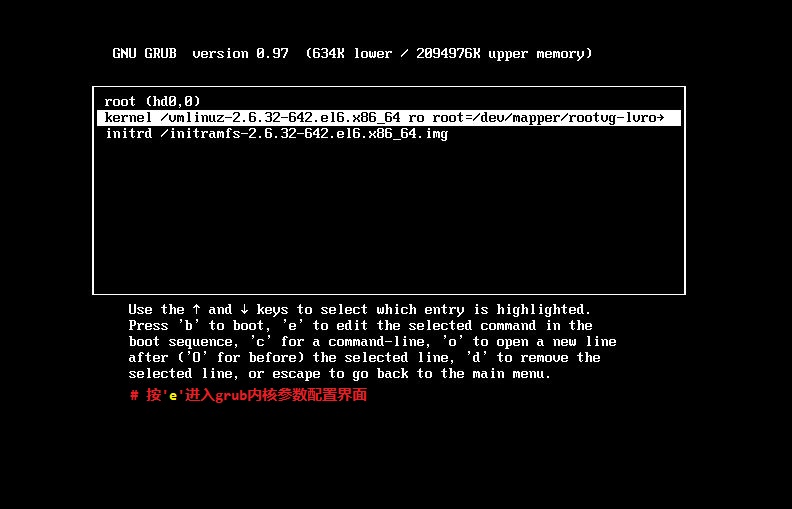 GNU GRUB  version 0.97  (634K lower / 2094976K upper memory)
root (hd0,0)
kernel /vmlinuz-2.6.32-642.el6.x86_64 ro root=/dev/mapper/rootvg-lvro→
initrd /initramfs-2.6.32-642.el6.x86_64.img
Use the ↑ and ↓ keys to select which entry is highlighted.
Press 'b' to boot, 'e' to edit the selected command in the
boot sequence, 'c' for a command-line, 'o' to open a new line
after ('O' for before) the selected line, 'd' to remove the
selected line, or escape to go back to the main menu.
# 按'e'进入grub内核参数配置界面